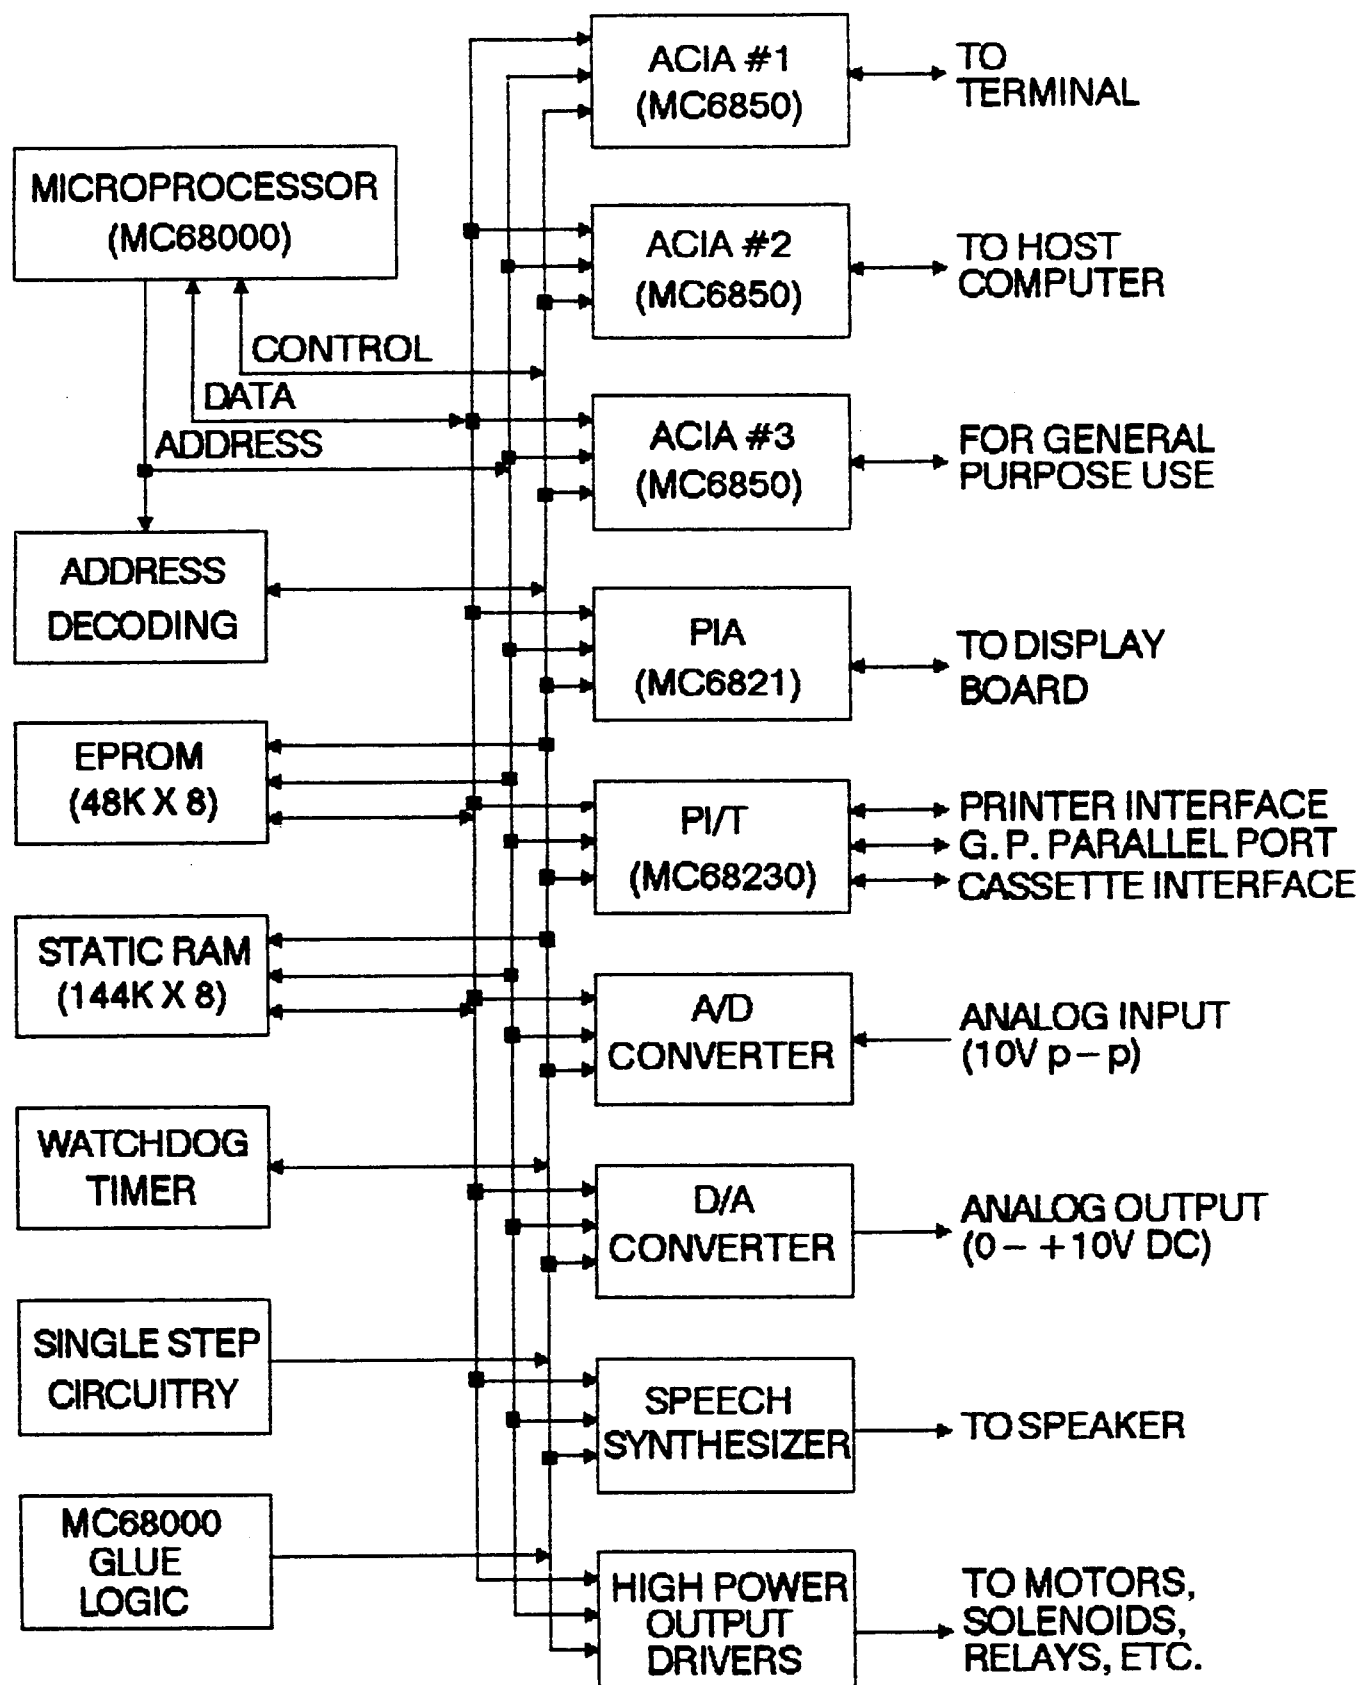 ACIA #1
(MC6850)
TO
TERMINAL
MICROPROCESSOR
(MC68000)
ACIA #2
(MC6850)
TO HOST
COMPUTER
CONTROL
DATA
ADDRESS
ACIA #3
(MC6850)
FOR GENERAL
PURPOSE USE
ADDRESS
DECODING
PIA
(MC6821)
TO DISPLAY
BOARD
EPROM
(48K X 8)
PI/T
(MC68230)
PRINTER INTERFACE
G. P. PARALLEL PORT
CASSETTE INTERFACE
STATIC RAM
(144K X 8)
A/D
CONVERTER
ANALOG INPUT
(10V p – p)
WATCHDOG
TIMER
D/A
CONVERTER
ANALOG OUTPUT
(0 – +10V DC)
SINGLE STEP
CIRCUITRY
SPEECH
SYNTHESIZER
TO SPEAKER
MC68000
GLUE
LOGIC
HIGH POWER
OUTPUT
DRIVERS
TO MOTORS,
SOLENOIDS,
RELAYS, ETC.